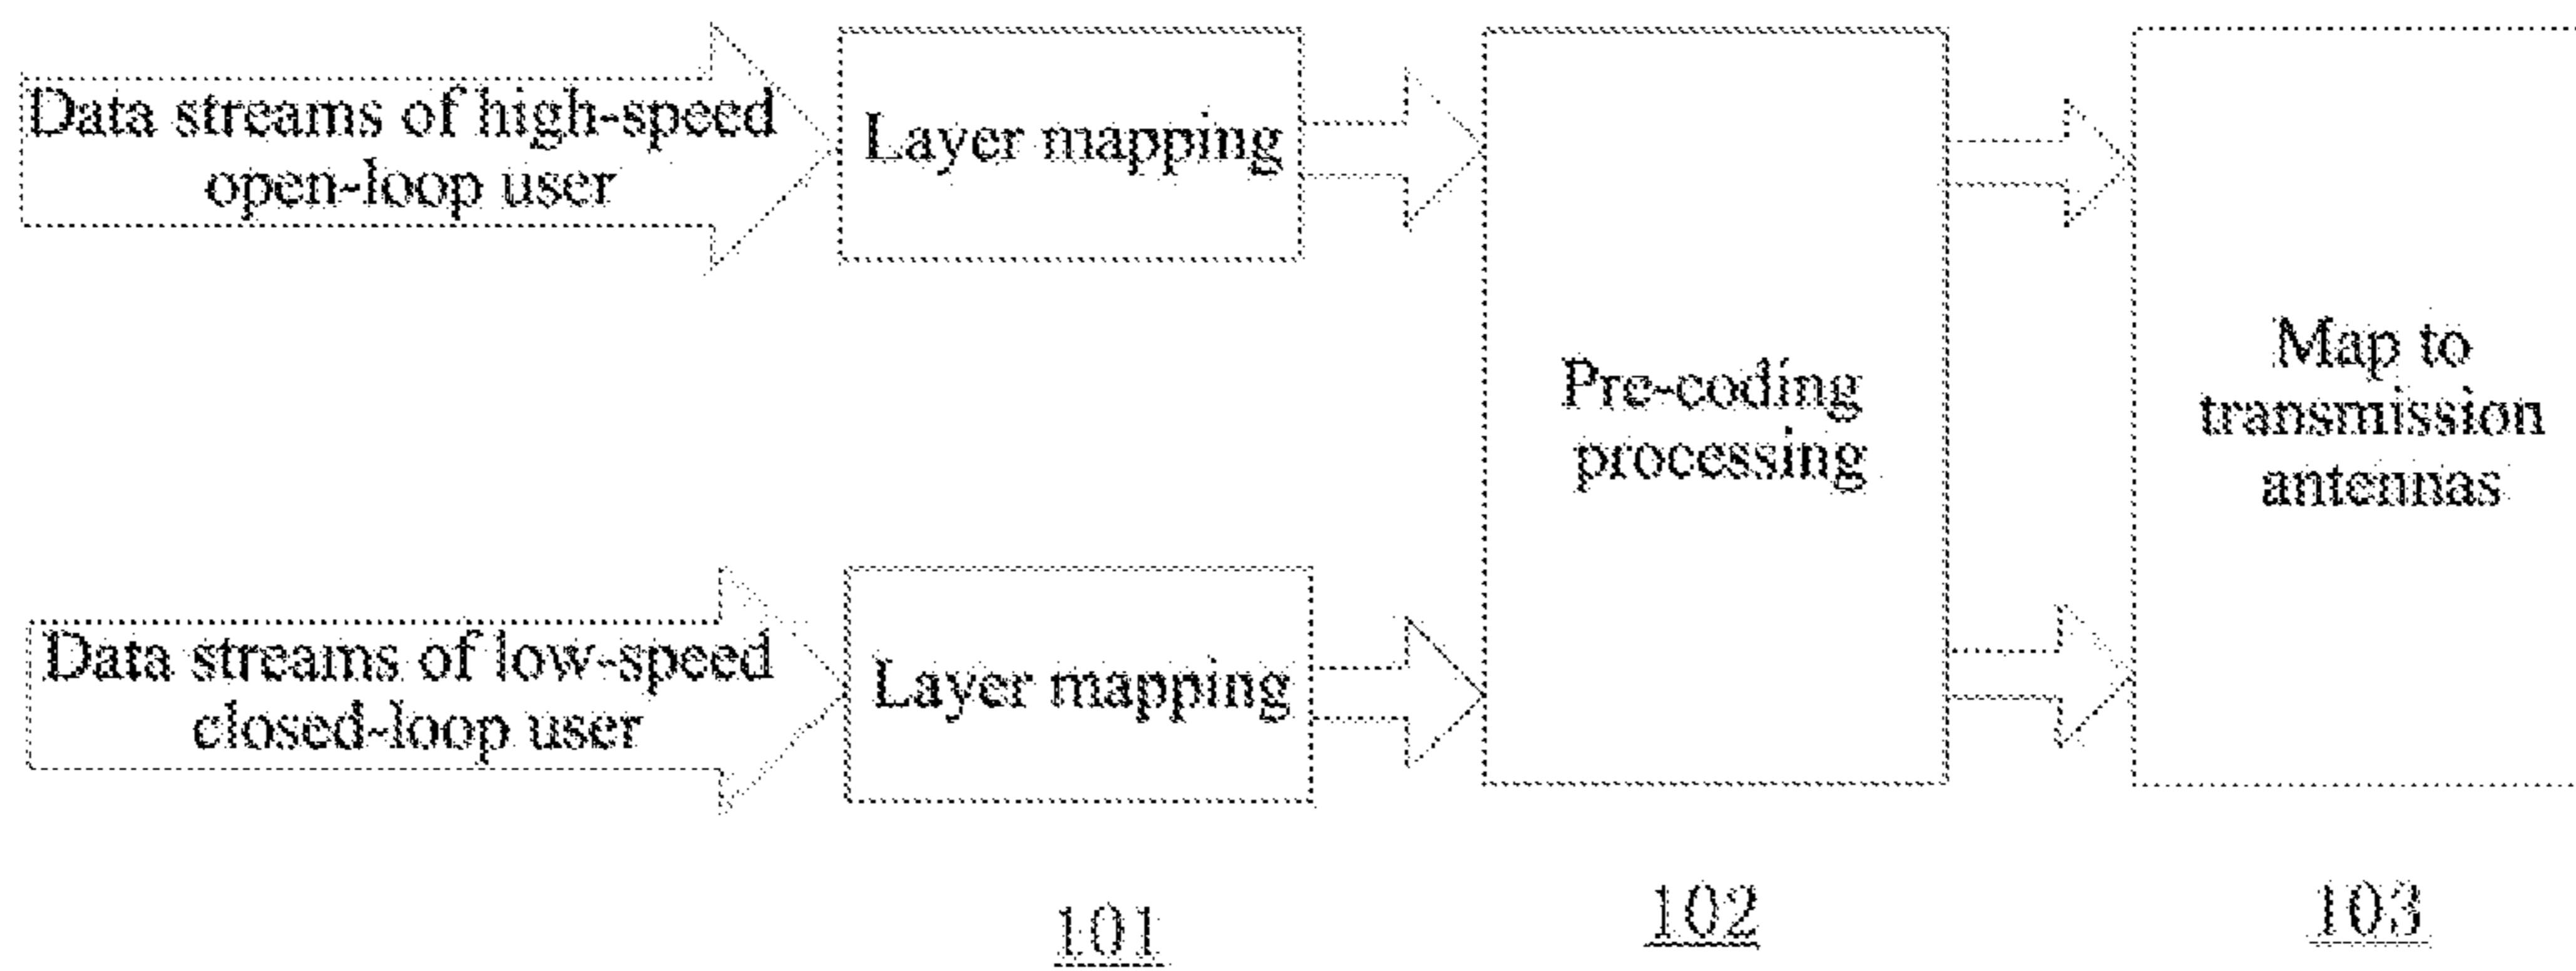 Data streams of high-speed
open-loop user
Layer mapping
Pre-coding
processing
Map to
transmission
antennas
Data streams of low-speed
closed-loop user
Layer mapping
101
102
103